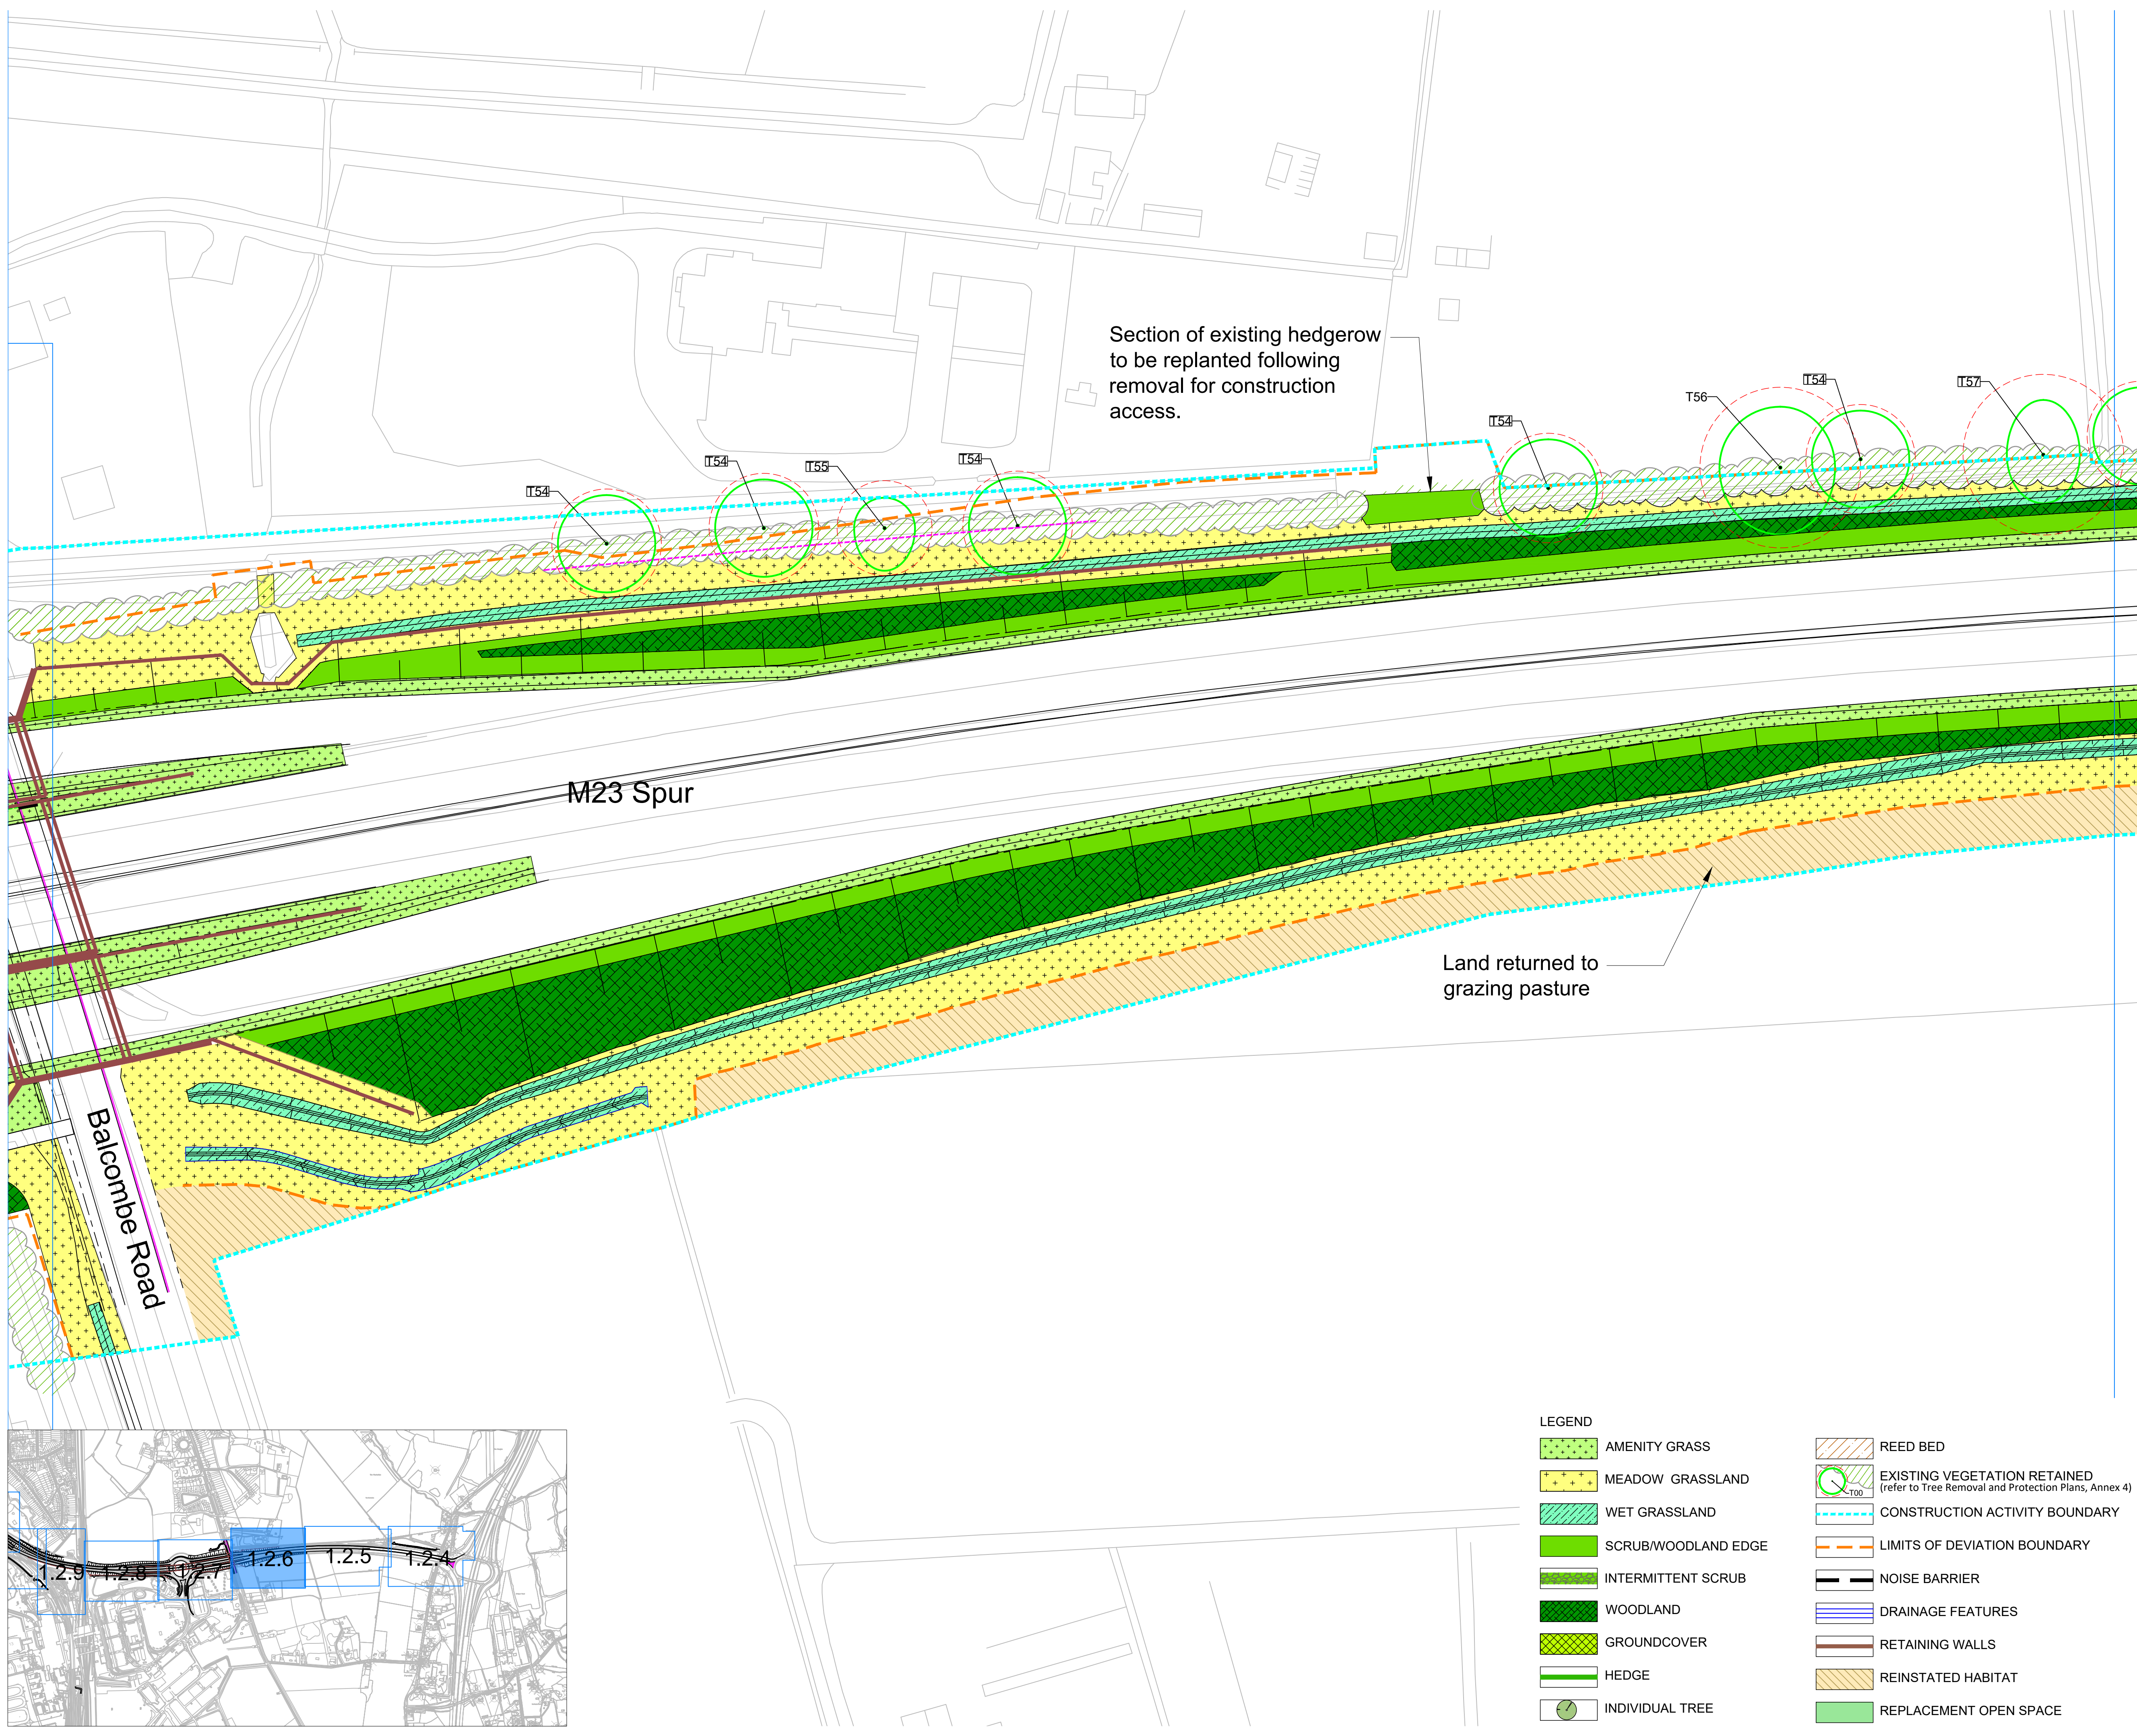 Section of existing hedgerow
to be replanted following
removal for construction
access.
T54
T54
T55
T54
T54
T56
T54
T57
M23 Spur
Land returned to
grazing pasture
Balcombe Road
1.2.9
1.2.8
1.2.7
1.2.6
1.2.5
1.2.4
LEGEND
AMENITY GRASS
MEADOW GRASSLAND
WET GRASSLAND
SCRUB/WOODLAND EDGE
INTERMITTENT SCRUB
WOODLAND
GROUNDCOVER
HEDGE
INDIVIDUAL TREE
REED BED
T00
EXISTING VEGETATION RETAINED
(refer to Tree Removal and Protection Plans, Annex 4)
CONSTRUCTION ACTIVITY BOUNDARY
LIMITS OF DEVIATION BOUNDARY
NOISE BARRIER
DRAINAGE FEATURES
RETAINING WALLS
REINSTATED HABITAT
REPLACEMENT OPEN SPACE